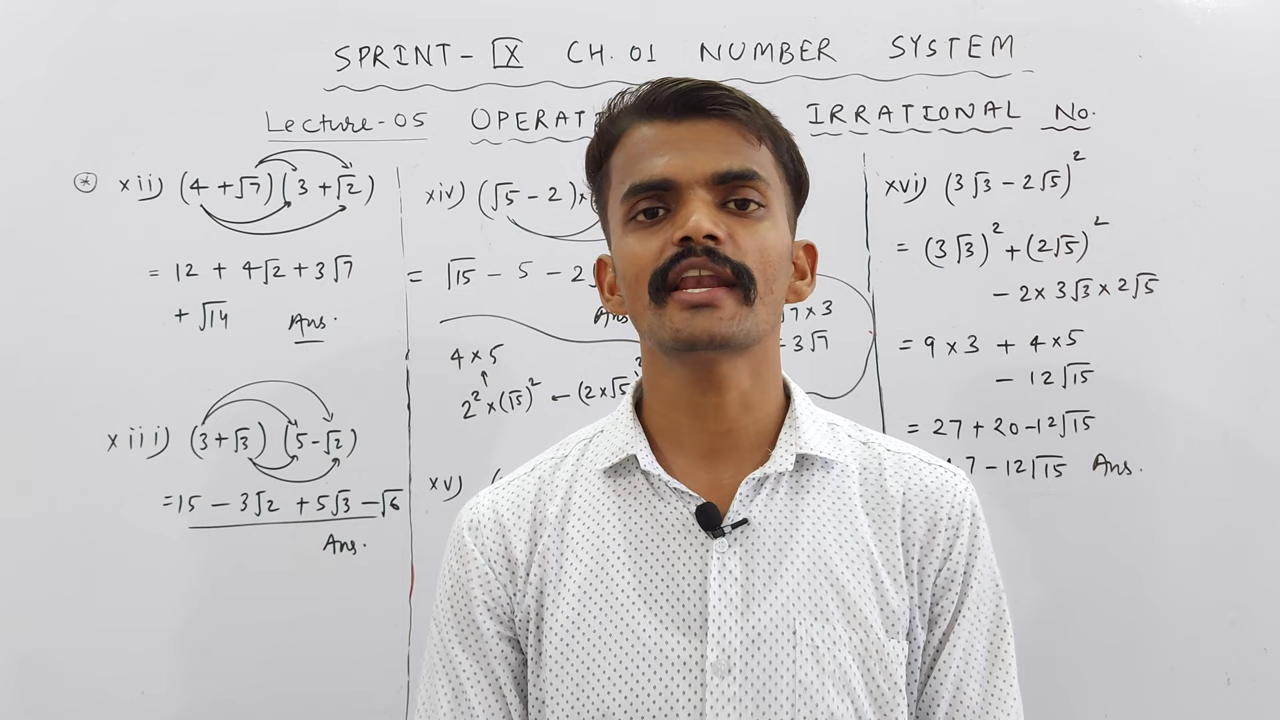 SPRINT-IX CH.01 NUMBER SYSTEM
Lecture-05 IRRATIONAL No.
* xii) (4 + √7)(3 + √2)
= 12 + 4√2 + 3√7
+ √14 Ans.
xiii) (3+√3) (5-√2)
=15 - 3√2 + 5√3 - √6
Ans.
xiv) (√5 - 2)×
= √15 - 5 - 2
4 × 5
↑
2² × (√5)² ← (2×√5)²
xv)
7 × 3
3√7
xvi) (3√3 - 2√5)²
= (3√3)² + (2√5)²
- 2× 3√3 × 2√5
= 9 × 3 + 4 × 5
- 12√15
= 27 + 20 - 12√15
7 - 12√15 Ans.